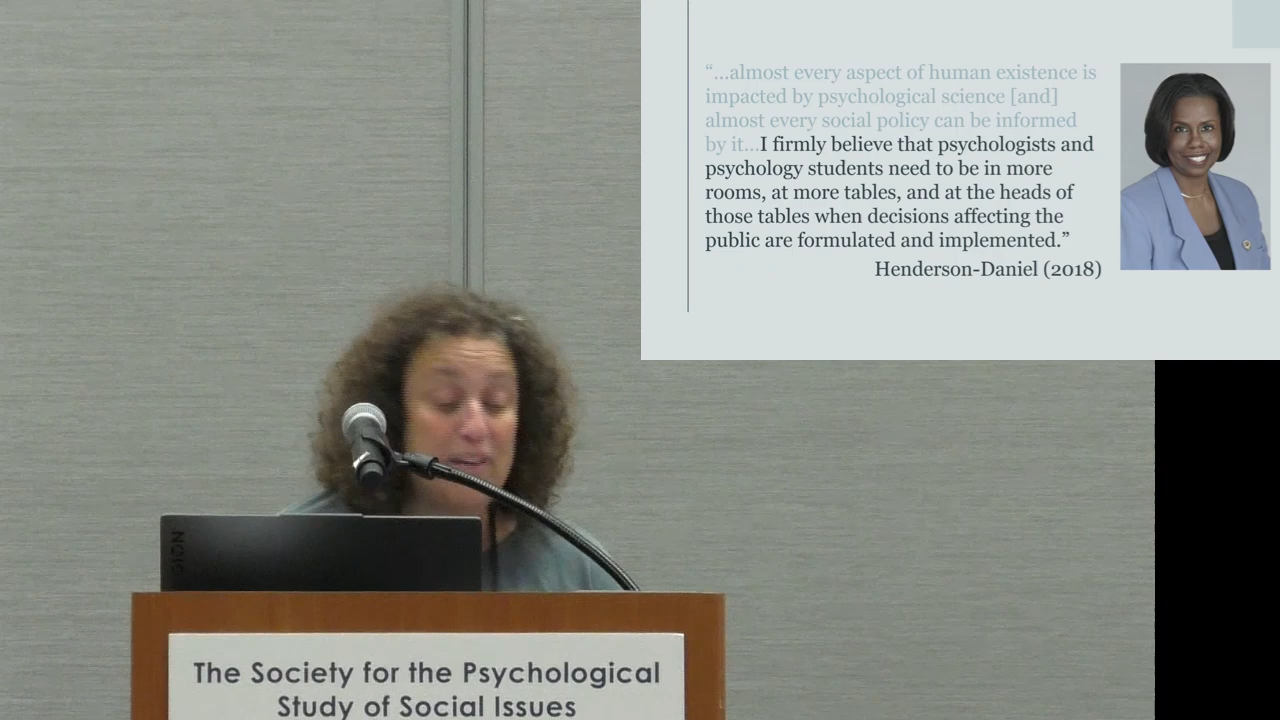 “...almost every aspect of human existence is
impacted by psychological science [and]
almost every social policy can be informed
by it...I firmly believe that psychologists and
psychology students need to be in more
rooms, at more tables, and at the heads of
those tables when decisions affecting the
public are formulated and implemented.”
Henderson-Daniel (2018)
The Society for the Psychological
Study of Social Issues